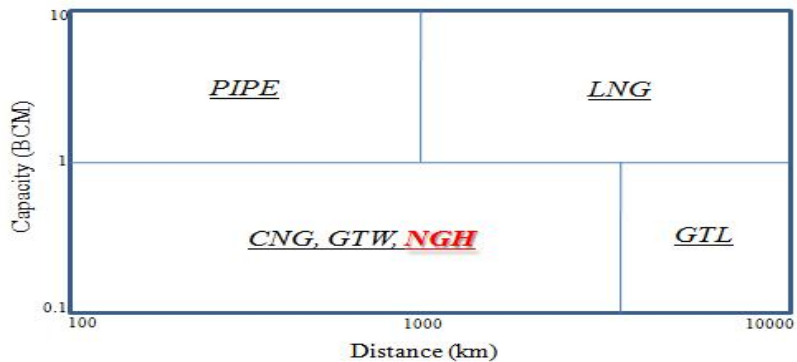 10
PIPE
LNG
Capacity (BCM)
1
CNG, GTW, NGH
GTL
0.1
100
1000
10000
Distance (km)